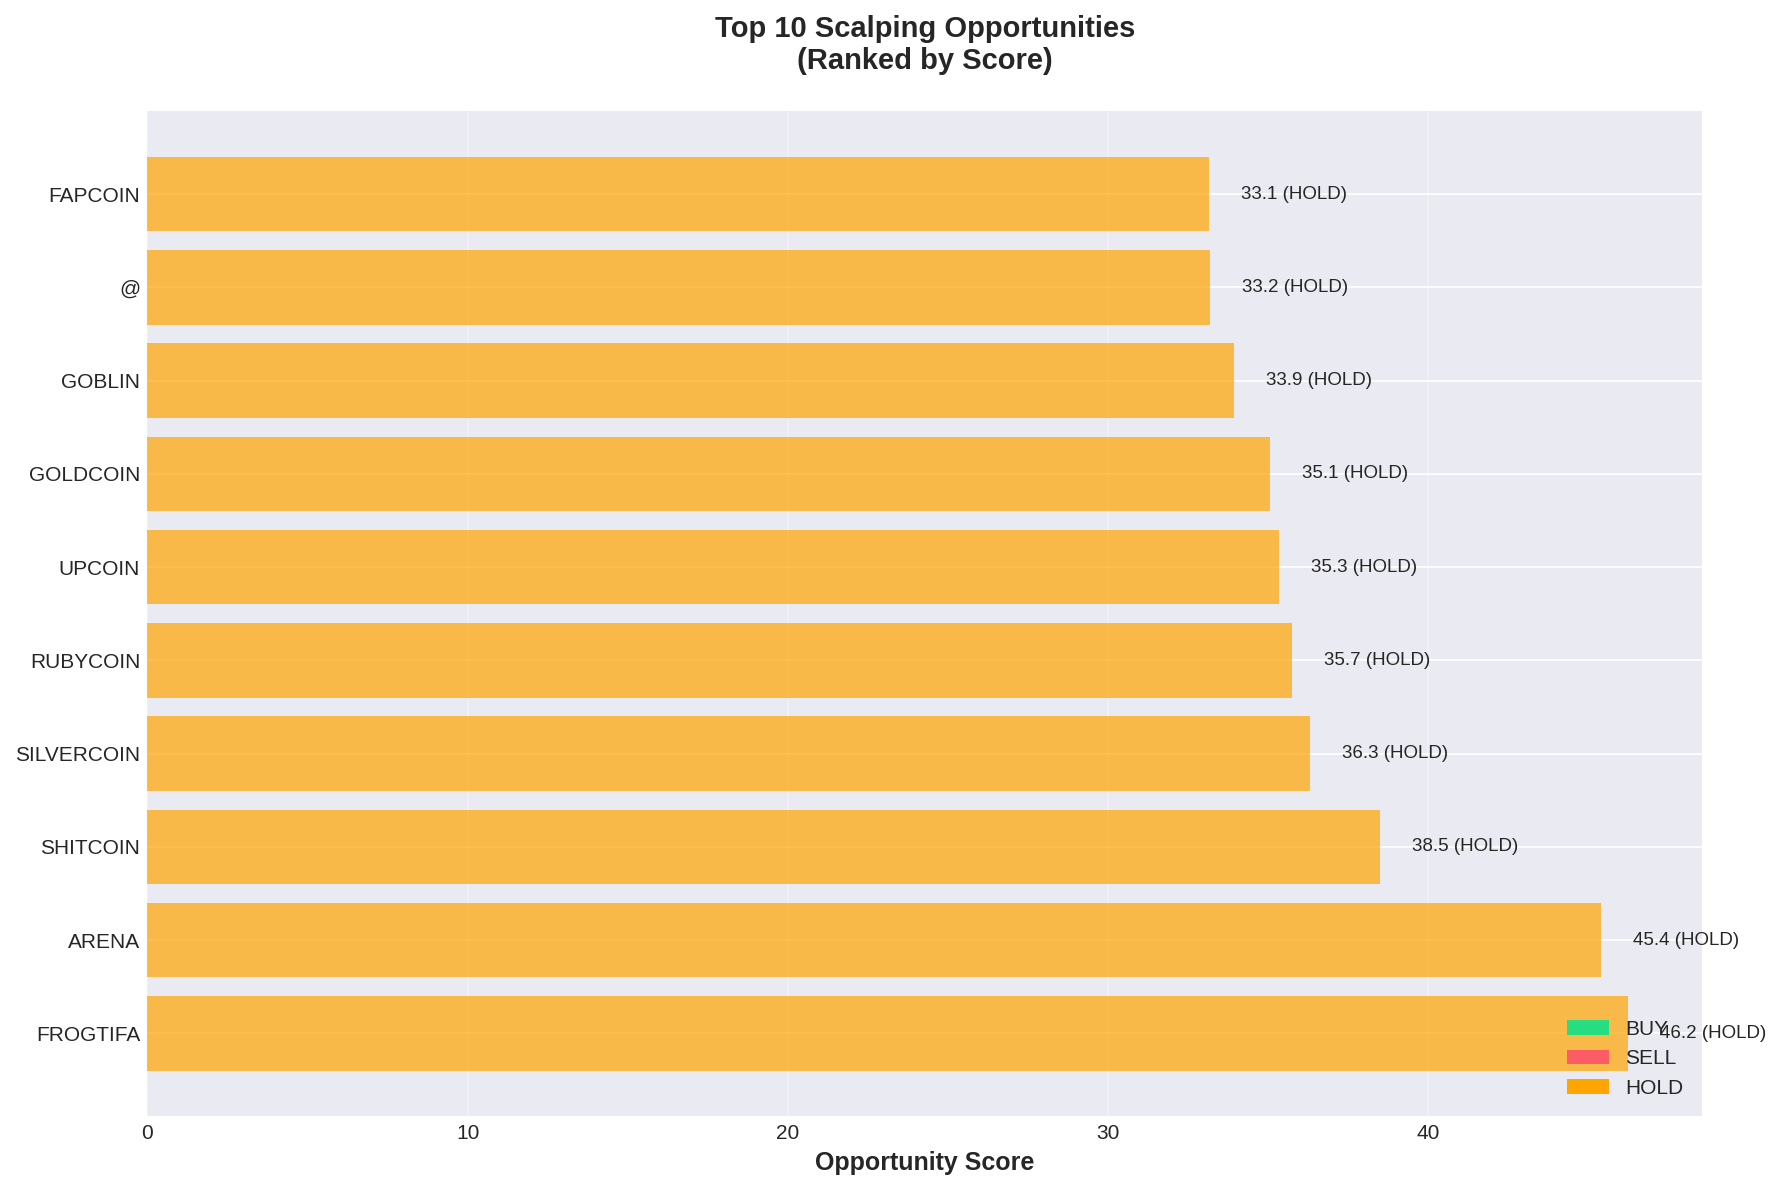 Top 10 Scalping Opportunities
(Ranked by Score)
FAPCOIN 33.1 (HOLD)
@ 33.2 (HOLD)
GOBLIN 33.9 (HOLD)
GOLDCOIN 35.1 (HOLD)
UPCOIN 35.3 (HOLD)
RUBYCOIN 35.7 (HOLD)
SILVERCOIN 36.3 (HOLD)
SHITCOIN 38.5 (HOLD)
ARENA 45.4 (HOLD)
FROGTIFA 46.2 (HOLD)
BUY
SELL
HOLD
0 10 20 30 40
Opportunity Score